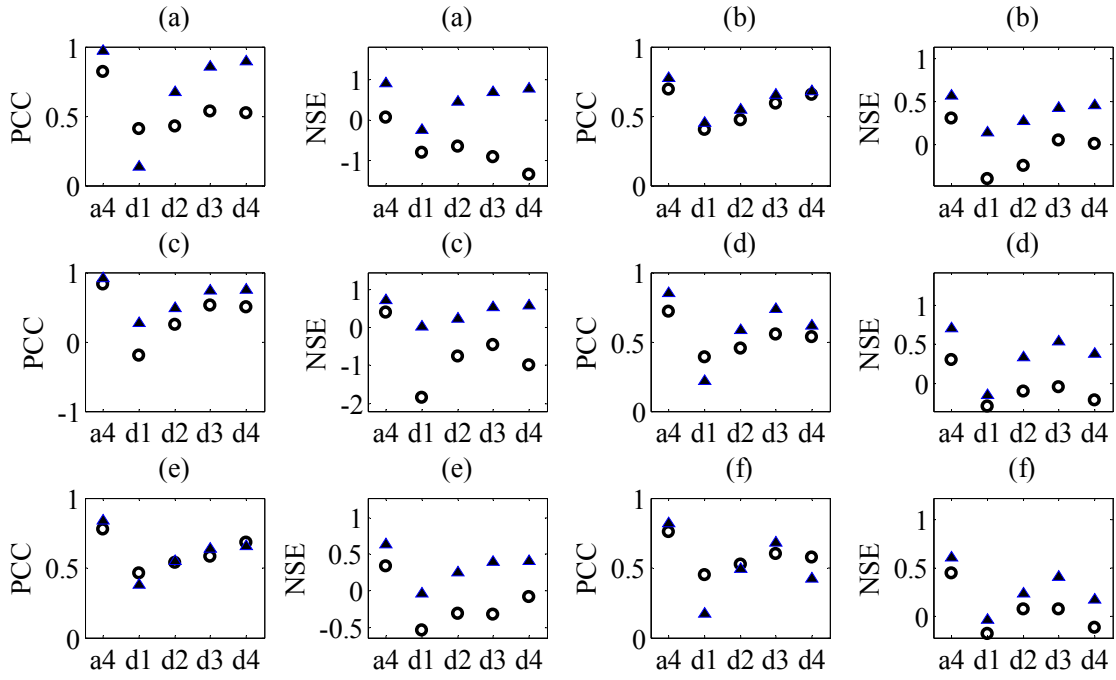 (a) (a) (b) (b)
PCC 1 0.5 0 NSE 1 0 -1 PCC 1 0.5 0 NSE 1 0.5 0
a4 d1 d2 d3 d4 a4 d1 d2 d3 d4 a4 d1 d2 d3 d4 a4 d1 d2 d3 d4
(c) (c) (d) (d)
PCC 1 0 -1 NSE 1 0 -1 -2 PCC 1 0.5 0 NSE 1 0.5 0
a4 d1 d2 d3 d4 a4 d1 d2 d3 d4 a4 d1 d2 d3 d4 a4 d1 d2 d3 d4
(e) (e) (f) (f)
PCC 1 0.5 0 NSE 1 0.5 0 -0.5 PCC 1 0.5 0 NSE 1 0.5 0
a4 d1 d2 d3 d4 a4 d1 d2 d3 d4 a4 d1 d2 d3 d4 a4 d1 d2 d3 d4